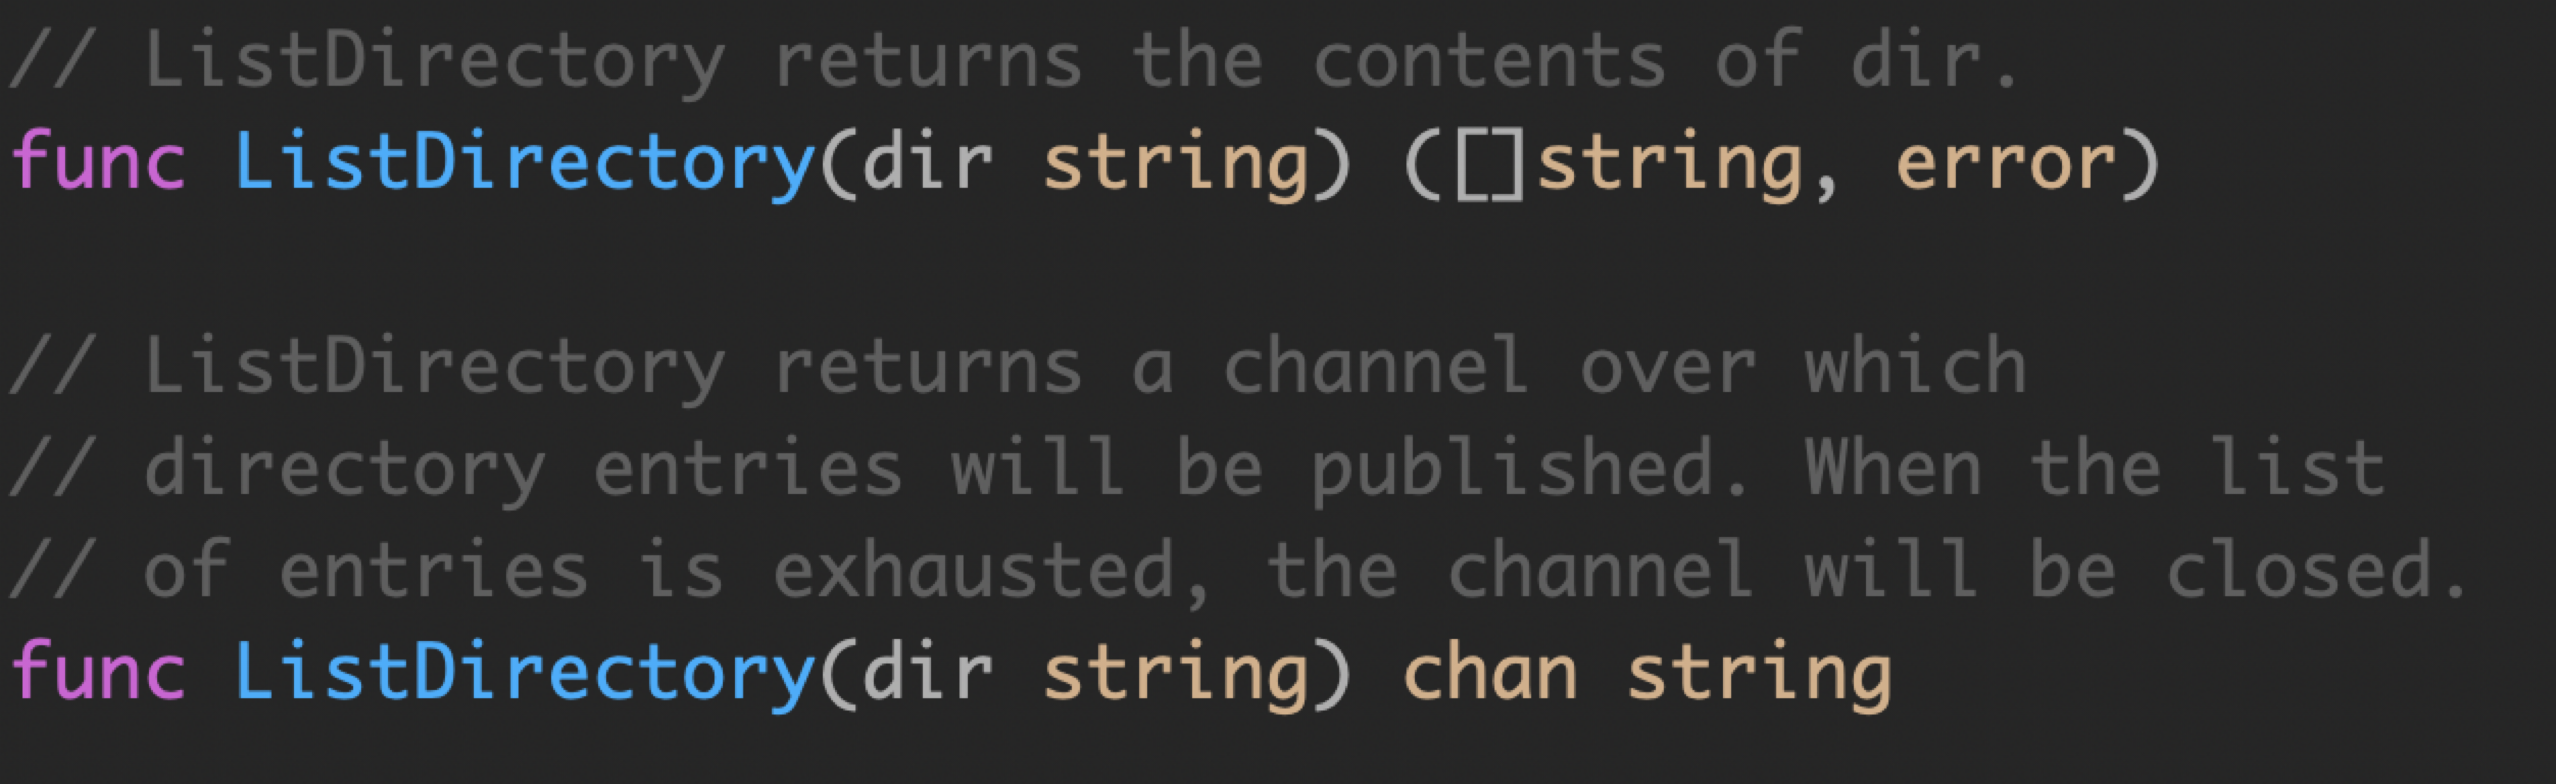 // ListDirectory returns the contents of dir.
func ListDirectory(dir string) ([]string, error)
// ListDirectory returns a channel over which
// directory entries will be published. When the list
// of entries is exhausted, the channel will be closed.
func ListDirectory(dir string) chan string